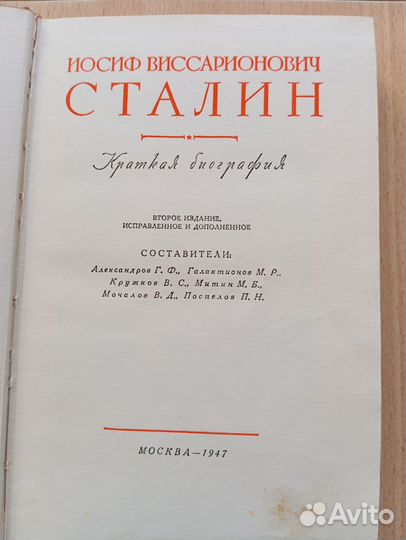 ИОСИФ ВИССАРИОНОВИЧ
СТАЛИН
Краткая биография
ВТОРОЕ ИЗДАНИЕ,
ИСПРАВЛЕННОЕ И ДОПОЛНЕННОЕ
СОСТАВИТЕЛИ:
Александров Г. Ф., Галактионов М. Р.,
Кружков В. С., Митин М. Б.,
Мочалов В. Д., Поспелов П. Н.
МОСКВА—1947
Avito